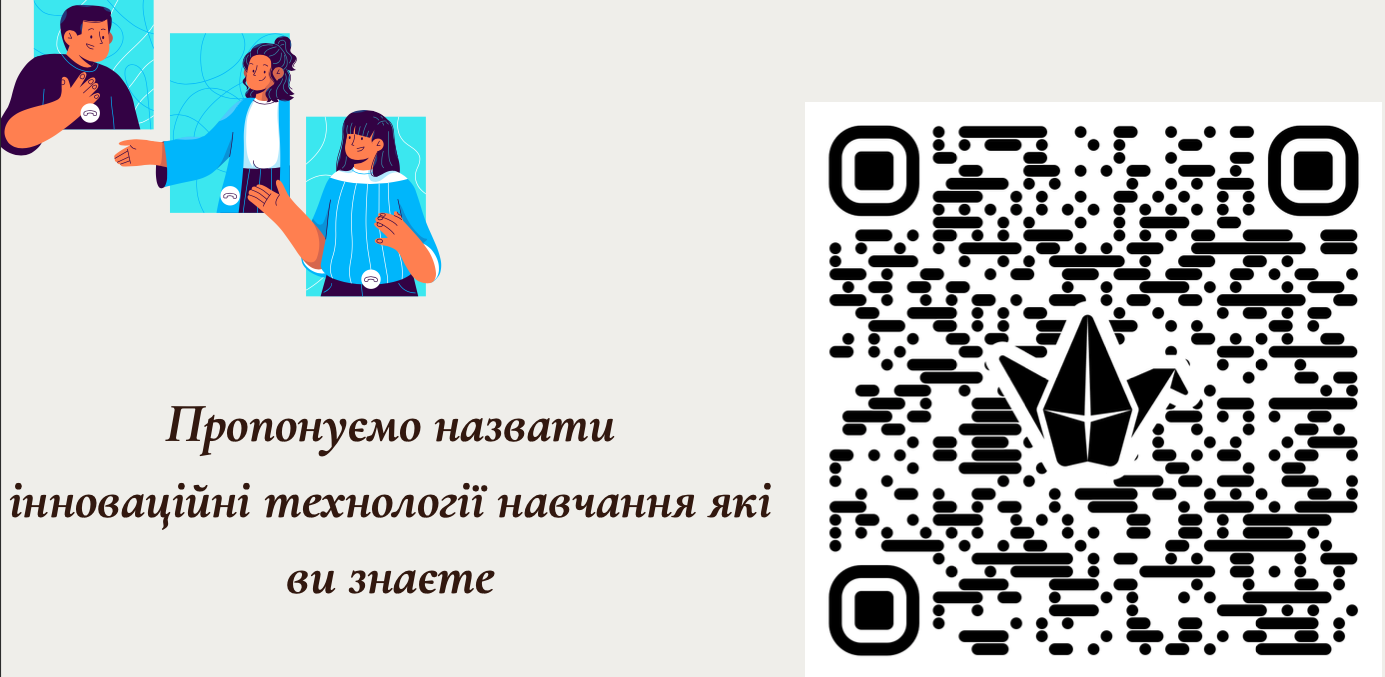 Пропонуємо назвати
інноваційні технології навчання які
ви знаєте